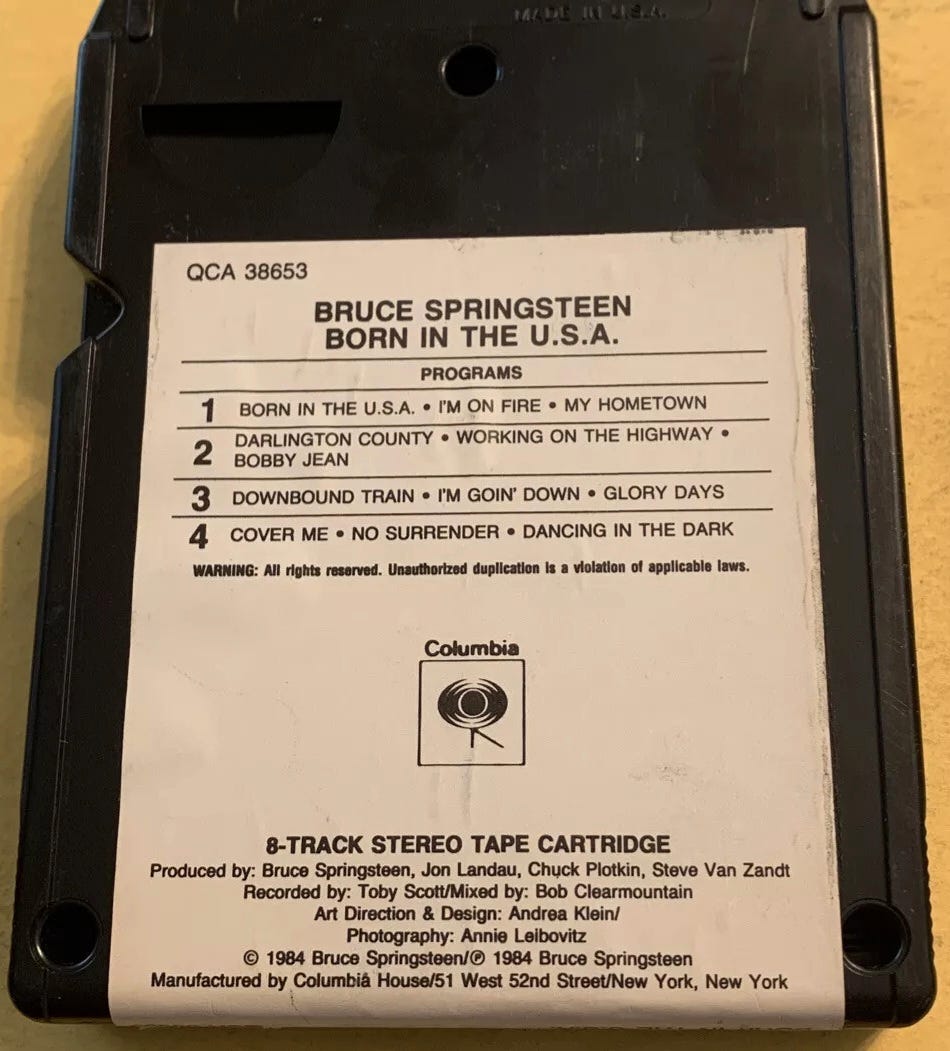 MADE IN U.S.A.
QCA 38653
BRUCE SPRINGSTEEN
BORN IN THE U.S.A.
PROGRAMS
1 BORN IN THE U.S.A. • I'M ON FIRE • MY HOMETOWN
2 DARLINGTON COUNTY • WORKING ON THE HIGHWAY •
BOBBY JEAN
3 DOWNBOUND TRAIN • I'M GOIN' DOWN • GLORY DAYS
4 COVER ME • NO SURRENDER • DANCING IN THE DARK
WARNING: All rights reserved. Unauthorized duplication is a violation of applicable laws.
Columbia
8-TRACK STEREO TAPE CARTRIDGE
Produced by: Bruce Springsteen, Jon Landau, Chuck Plotkin, Steve Van Zandt
Recorded by: Toby Scott/Mixed by: Bob Clearmountain
Art Direction & Design: Andrea Klein/
Photography: Annie Leibovitz
© 1984 Bruce Springsteen/℗ 1984 Bruce Springsteen
Manufactured by Columbia House/51 West 52nd Street/New York, New York